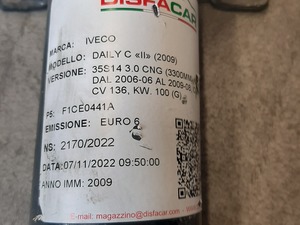 DISFACAR
MARCA: IVECO
MODELLO: DAILY C «II» (2009)
VERSIONE: 35S14 3.0 CNG (3300MM)
DAL 2006-06 AL 2009-08
CV 136, KW. 100 (G)
PS: F1CE0441A
EMISSIONE: EURO 6
NS: 2170/2022
DATA: 07/11/2022 09:50:00
ANNO IMM: 2009
E-mail: magazzino@disfacar.com